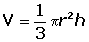 V = 1/3 πr²h